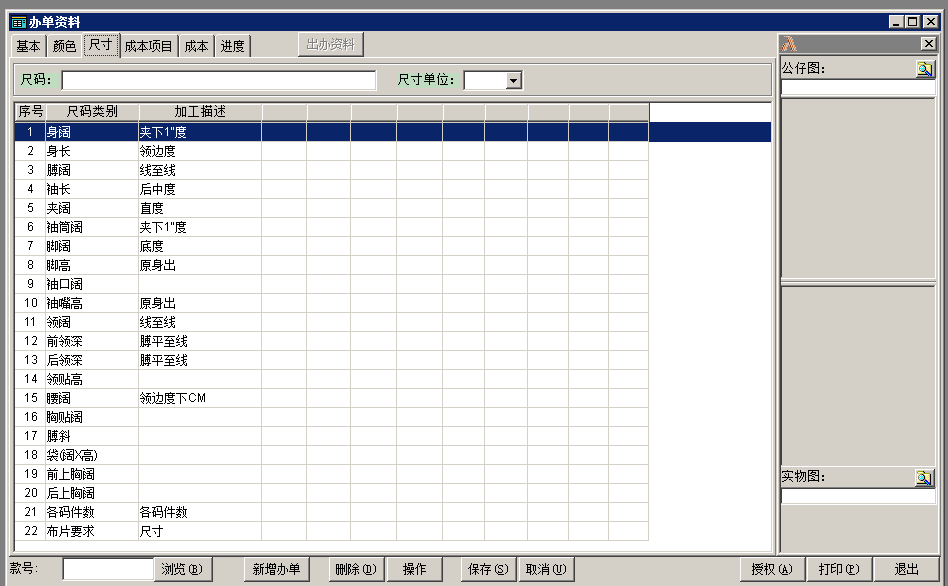 办单资料
基本 颜色 尺寸 成本项目 成本 进度 出办资料
尺码： 尺寸单位：
公仔图：
序号 尺码类别 加工描述
1 身阔 夹下1"度
2 身长 领边度
3 膊阔 线至线
4 袖长 后中度
5 夹阔 直度
6 袖筒阔 夹下1"度
7 脚阔 底度
8 脚高 原身出
9 袖口阔
10 袖嘴高 原身出
11 领阔 线至线
12 前领深 膊平至线
13 后领深 膊平至线
14 领贴高
15 腰阔 领边度下CM
16 胸贴阔
17 膊斜
18 袋(阔X高)
19 前上胸阔
20 后上胸阔
21 各码件数 各码件数
22 布片要求 尺寸
实物图：
款号： 浏览(B) 新增办单 删除(D) 操作 保存(S) 取消(U) 授权(A) 打印(P) 退出